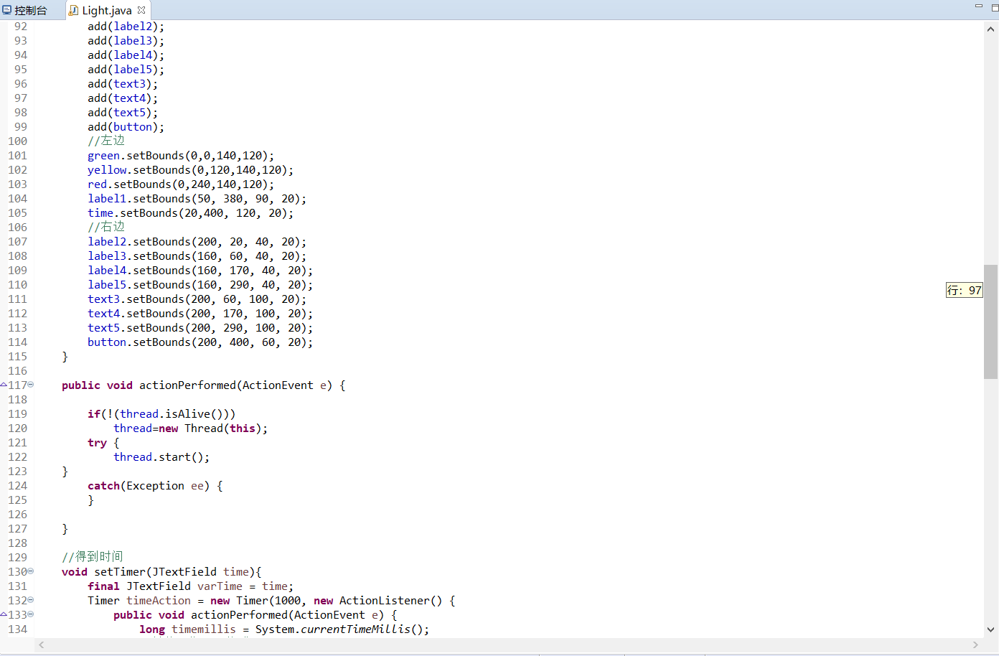 控制台 Light.java
92 add(label2);
93 add(label3);
94 add(label4);
95 add(label5);
96 add(text3);
97 add(text4);
98 add(text5);
99 add(button);
100 //左边
101 green.setBounds(0,0,140,120);
102 yellow.setBounds(0,120,140,120);
103 red.setBounds(0,240,140,120);
104 label1.setBounds(50, 380, 90, 20);
105 time.setBounds(20,400, 120, 20);
106 //右边
107 label2.setBounds(200, 20, 40, 20);
108 label3.setBounds(160, 60, 40, 20);
109 label4.setBounds(160, 170, 40, 20);
110 label5.setBounds(160, 290, 40, 20);
行: 97
111 text3.setBounds(200, 60, 100, 20);
112 text4.setBounds(200, 170, 100, 20);
113 text5.setBounds(200, 290, 100, 20);
114 button.setBounds(200, 400, 60, 20);
115 }
116
117 public void actionPerformed(ActionEvent e) {
118
119 if(!(thread.isAlive()))
120 thread=new Thread(this);
121 try {
122 thread.start();
123 }
124 catch(Exception ee) {
125 }
126
127 }
128
129 //得到时间
130 void setTimer(JTextField time){
131 final JTextField varTime = time;
132 Timer timeAction = new Timer(1000, new ActionListener() {
133 public void actionPerformed(ActionEvent e) {
134 long timemillis = System.currentTimeMillis();